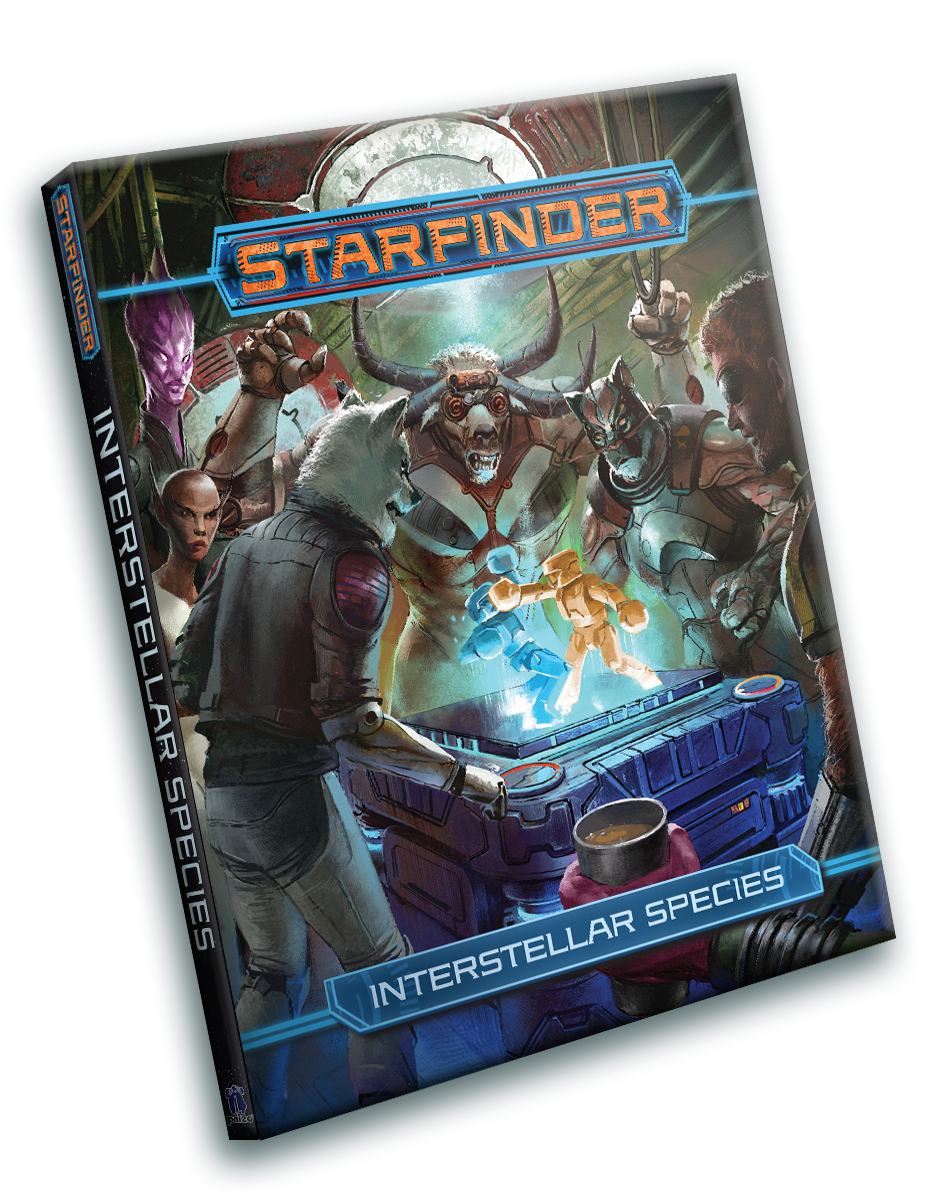 STARFINDER
INTERSTELLAR SPECIES
STARFINDER
INTERSTELLAR SPECIES
paizo